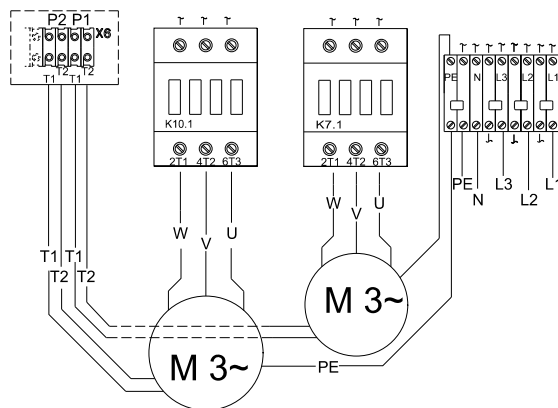 P2 P1
X6
T1 T2 T1 T2
K10.1
2T1 4T2 6T3
K7.1
2T1 4T2 6T3
PE N L3 L2 L1
PE
N
L3
L2
L1
W V U
W V U
T1 T1
T2 T2
M 3~
M 3~
PE